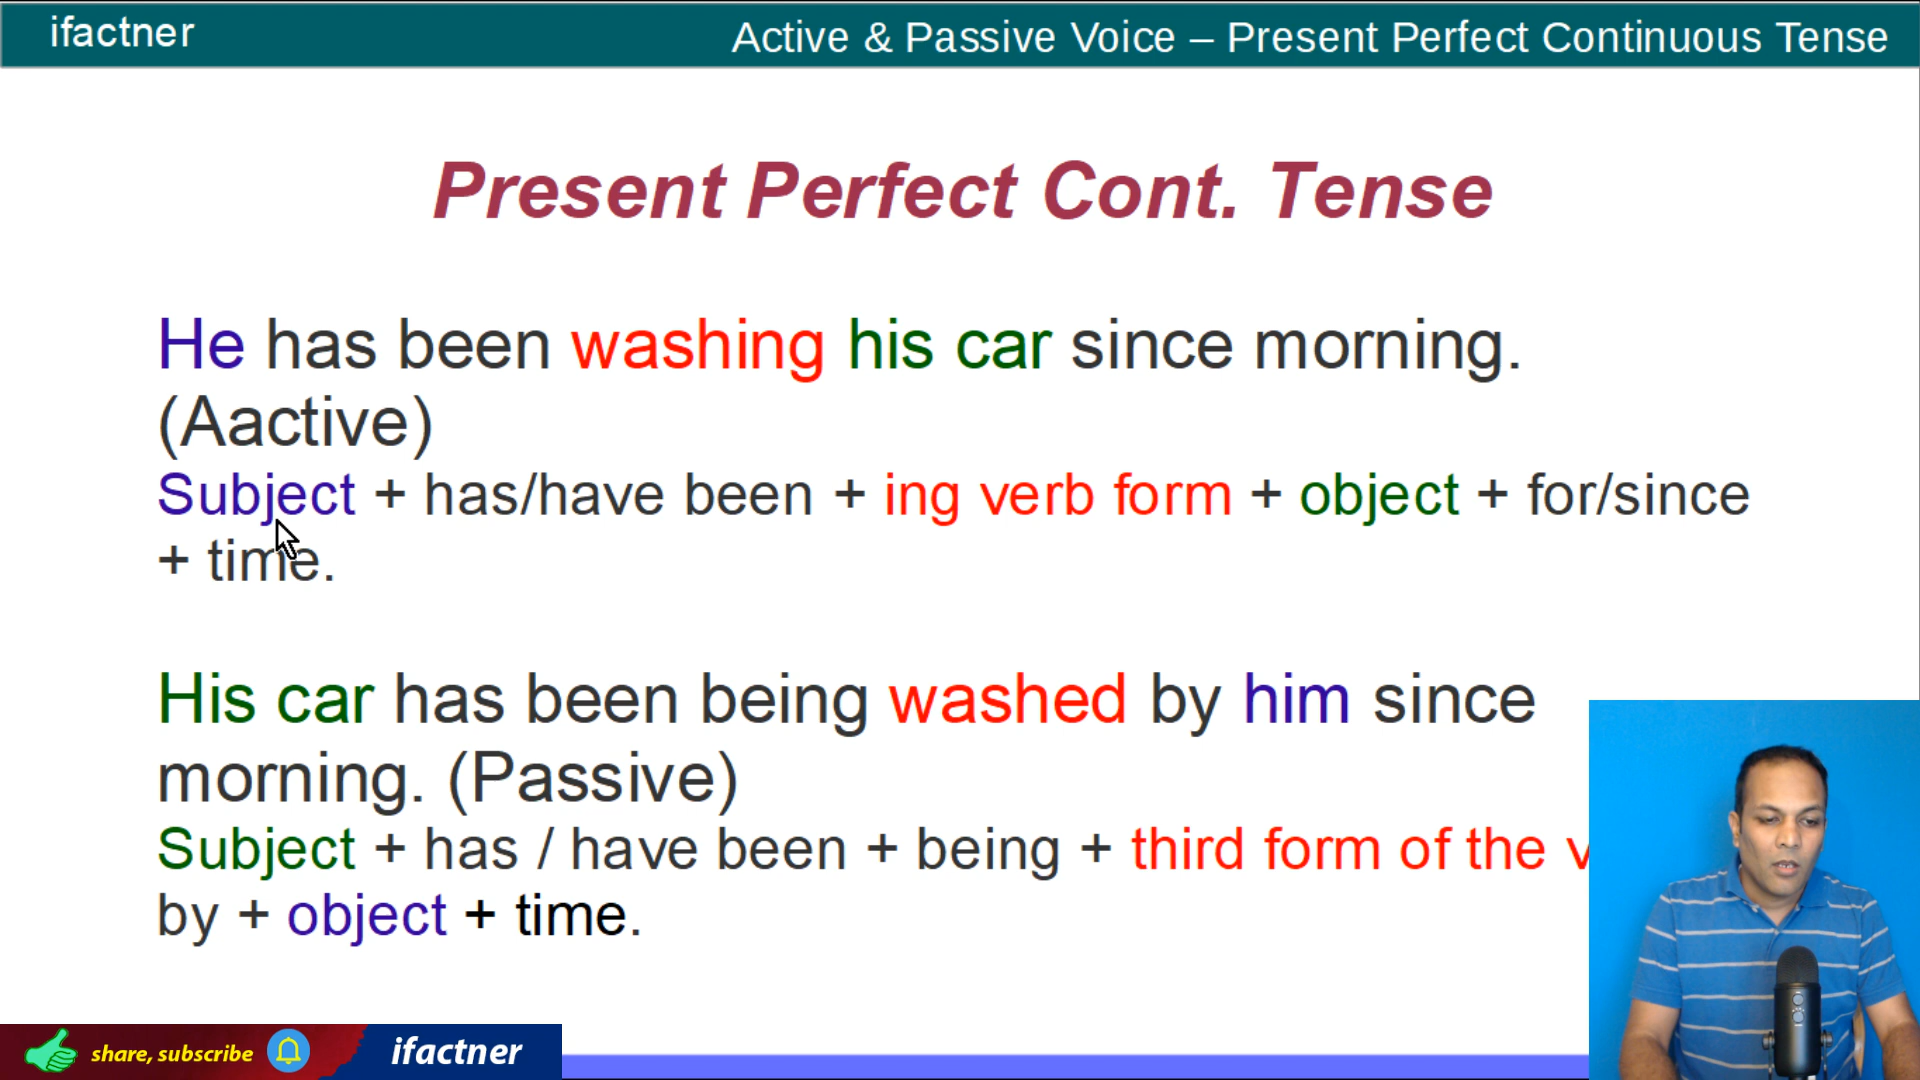 ifactner
Active & Passive Voice – Present Perfect Continuous Tense
Present Perfect Cont. Tense
He has been washing his car since morning.
(Aactive)
Subject + has/have been + ing verb form + object + for/since
+ time.
His car has been being washed by him since
morning. (Passive)
Subject + has / have been + being + third form of the
by + object + time.
share, subscribe
ifactner